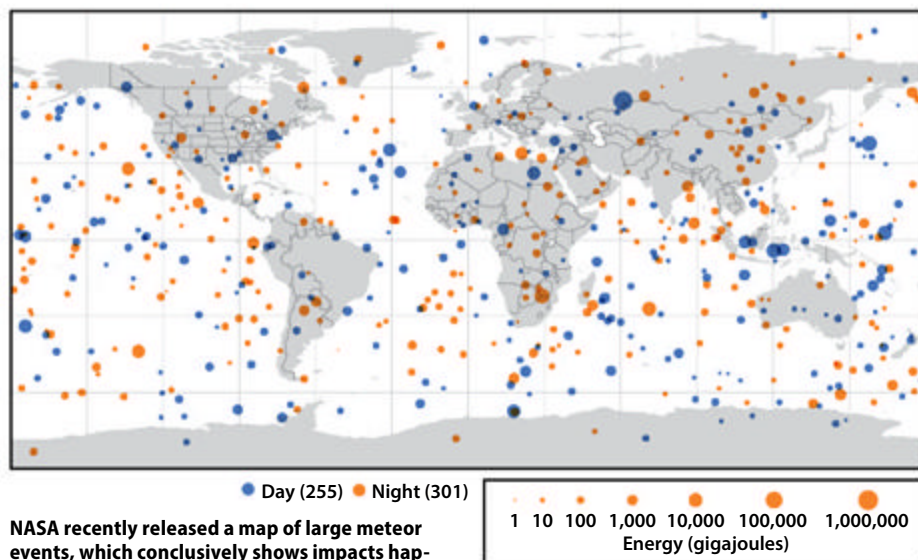 Day (255) Night (301)
NASA recently released a map of large meteor
events, which conclusively shows impacts hap-
1 10 100 1,000 10,000 100,000 1,000,000
Energy (gigajoules)